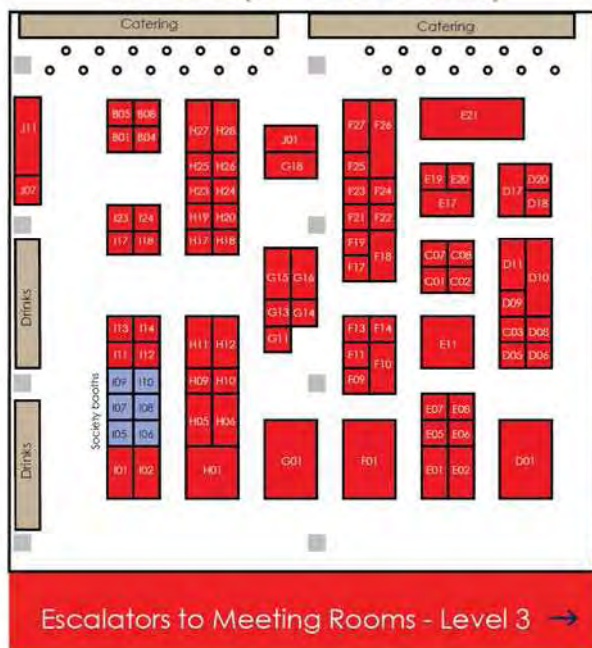 Catering Catering
J11
J07
B05 B08
B01 B04
H27 H28
H25 H26
H23 H24
H19 H20
H17 H18
J01
G18
F27 F26
F25
F23 F24
F21 F22
F19
F17 F18
E21
E19 E20
E17
D17 D20
D18
I23 I24
I17 I18
G15 G16
G13 G14
G11
C07 C08
C01 C02
D11 D10
D09
C03 D08
D05 D06
Drinks
I13 I14
I11 I12
I09 I10
I07 I08
I05 I06
I01 I02
Society booths
H11 H12
H09 H10
H05 H06
H01
F13 F14
F11 F10
F09
E11
Drinks
G01
F01
E07 E08
E05 E06
E01 E02
D01
Escalators to Meeting Rooms - Level 3 →